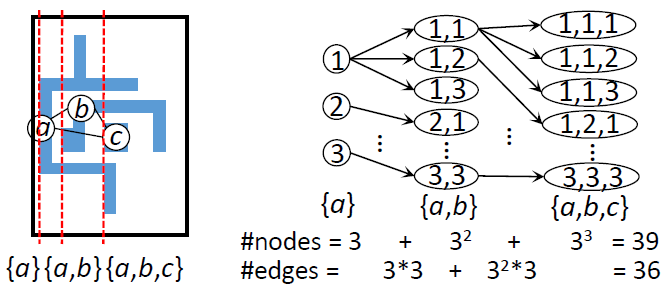 a
b
c
{a}{a,b}{a,b,c}
1
2
3
⋮
{a}
1,1
1,2
1,3
2,1
⋮
3,3
{a,b}
⋮
1,1,1
1,1,2
1,1,3
1,2,1
⋮
3,3,3
{a,b,c}
#nodes = 3 + 3² + 3³ = 39
#edges = 3*3 + 3²*3 = 36